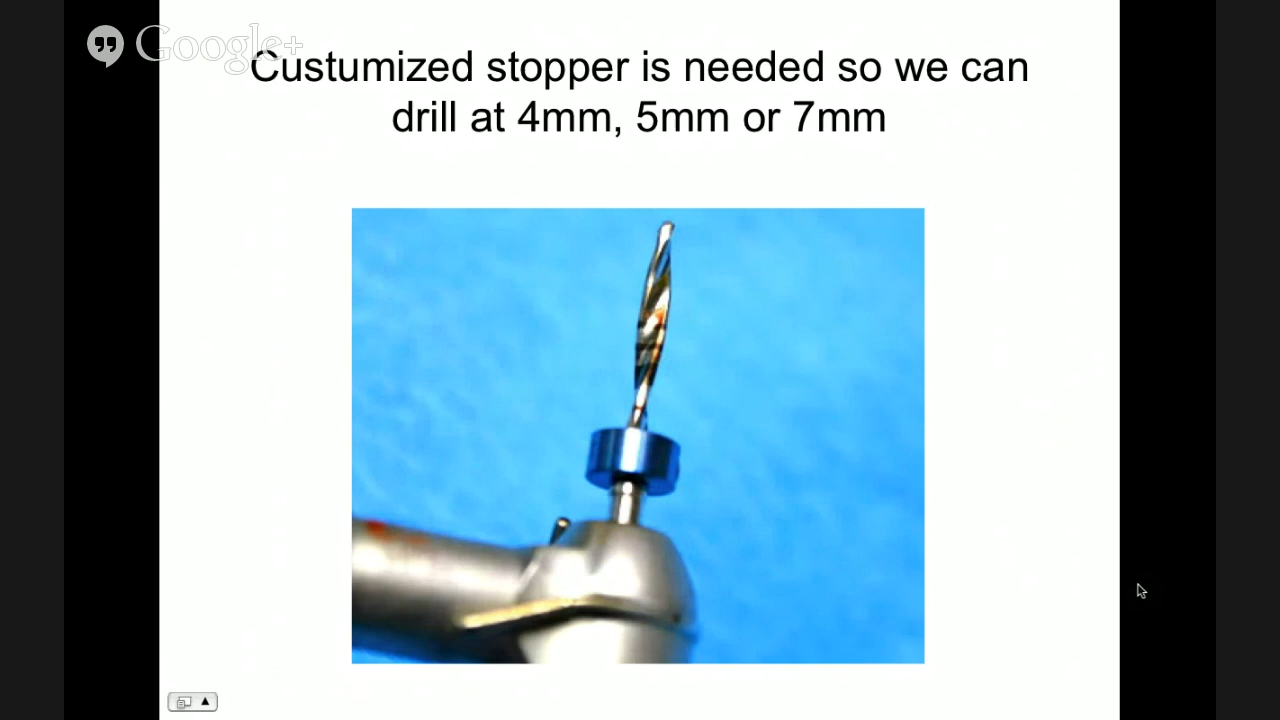 Google+
Custumized stopper is needed so we can
drill at 4mm, 5mm or 7mm